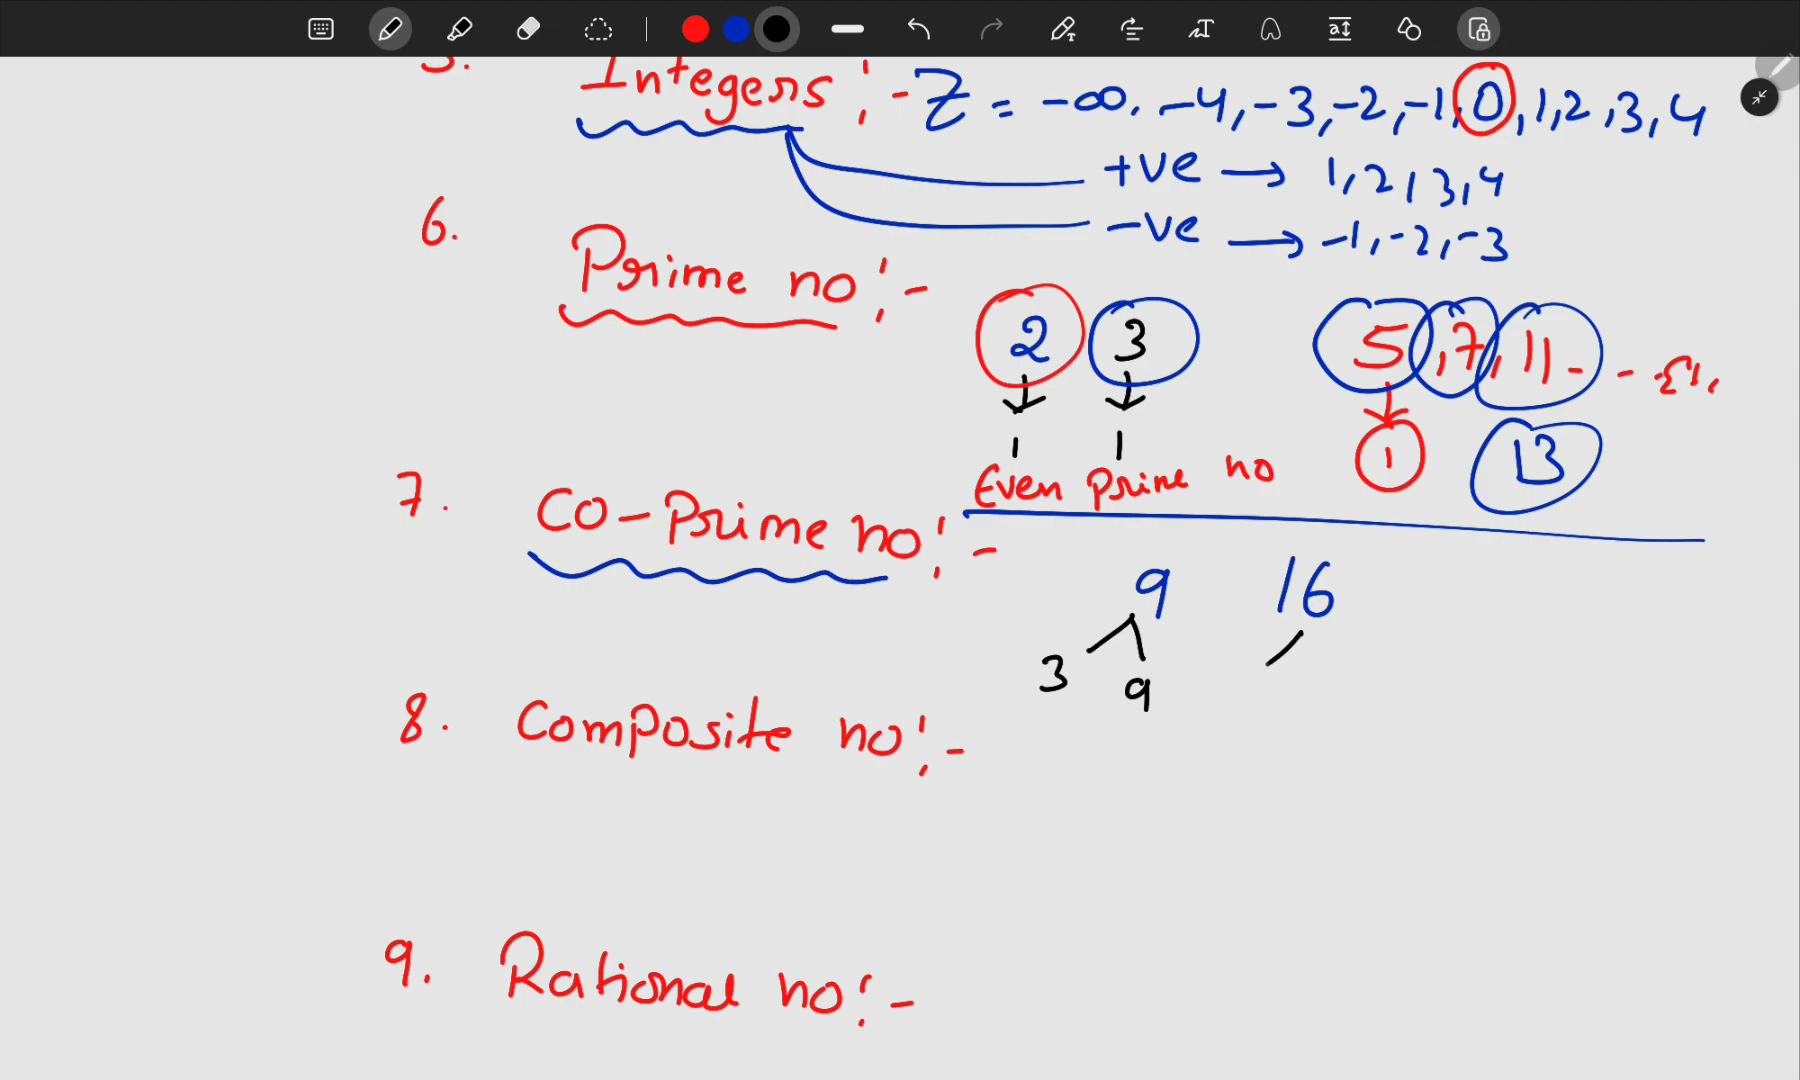 5. Integers :- Z = -∞, -4, -3, -2, -1, 0, 1, 2, 3, 4
+ve → 1, 2, 3, 4
-ve → -1, -2, -3
6. Prime no :-
2 3 5, 7, 11 - -
1 1 1 13
Even Prime no
7. Co-Prime no :-
9 16
3 9
8. Composite no :-
9. Rational no :-